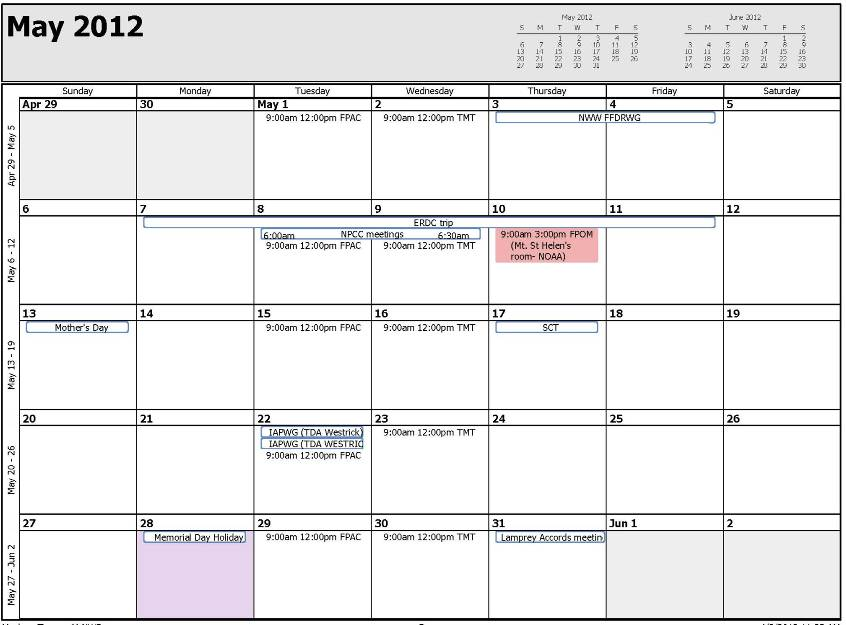 May 2012
May 2012
S M T W T F S
1 2 3 4 5
6 7 8 9 10 11 12
13 14 15 16 17 18 19
20 21 22 23 24 25 26
27 28 29 30 31
June 2012
S M T W T F S
1 2
3 4 5 6 7 8 9
10 11 12 13 14 15 16
17 18 19 20 21 22 23
24 25 26 27 28 29 30
Sunday Monday Tuesday Wednesday Thursday Friday Saturday
Apr 29 - May 5
Apr 29 30 May 1 2 3 4 5
9:00am 12:00pm FPAC 9:00am 12:00pm TMT NWW FFDRWG
May 6 - 12
6 7 8 9 10 11 12
ERDC trip
6:00am NPCC meetings 6:30am
9:00am 12:00pm FPAC 9:00am 12:00pm TMT
9:00am 3:00pm FPOM
(Mt. St Helen's
room- NOAA)
May 13 - 19
13 14 15 16 17 18 19
Mother's Day 9:00am 12:00pm FPAC 9:00am 12:00pm TMT SCT
May 20 - 26
20 21 22 23 24 25 26
IAPWG (TDA Westrick) 9:00am 12:00pm TMT
IAPWG (TDA WESTRIC
9:00am 12:00pm FPAC
May 27 - Jun 2
27 28 29 30 31 Jun 1 2
Memorial Day Holiday 9:00am 12:00pm FPAC 9:00am 12:00pm TMT Lamprey Accords meetin